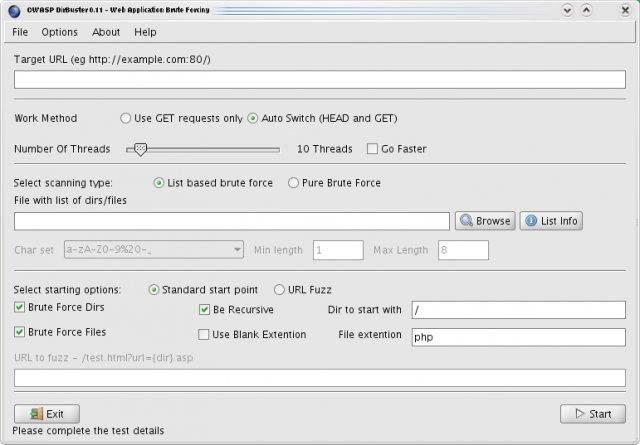 OWASP DirBuster 0.11 - Web Application Brute Forcing
File Options About Help
Target URL (eg http://example.com:80/)
Work Method Use GET requests only Auto Switch (HEAD and GET)
Number Of Threads 10 Threads Go Faster
Select scanning type: List based brute force Pure Brute Force
File with list of dirs/files
Browse List Info
Char set a-zA-Z0-9%20-_ Min length 1 Max Length 8
Select starting options: Standard start point URL Fuzz
Brute Force Dirs Be Recursive Dir to start with /
Brute Force Files Use Blank Extention File extention php
URL to fuzz - /test.html?url={dir}.asp
Exit Start
Please complete the test details